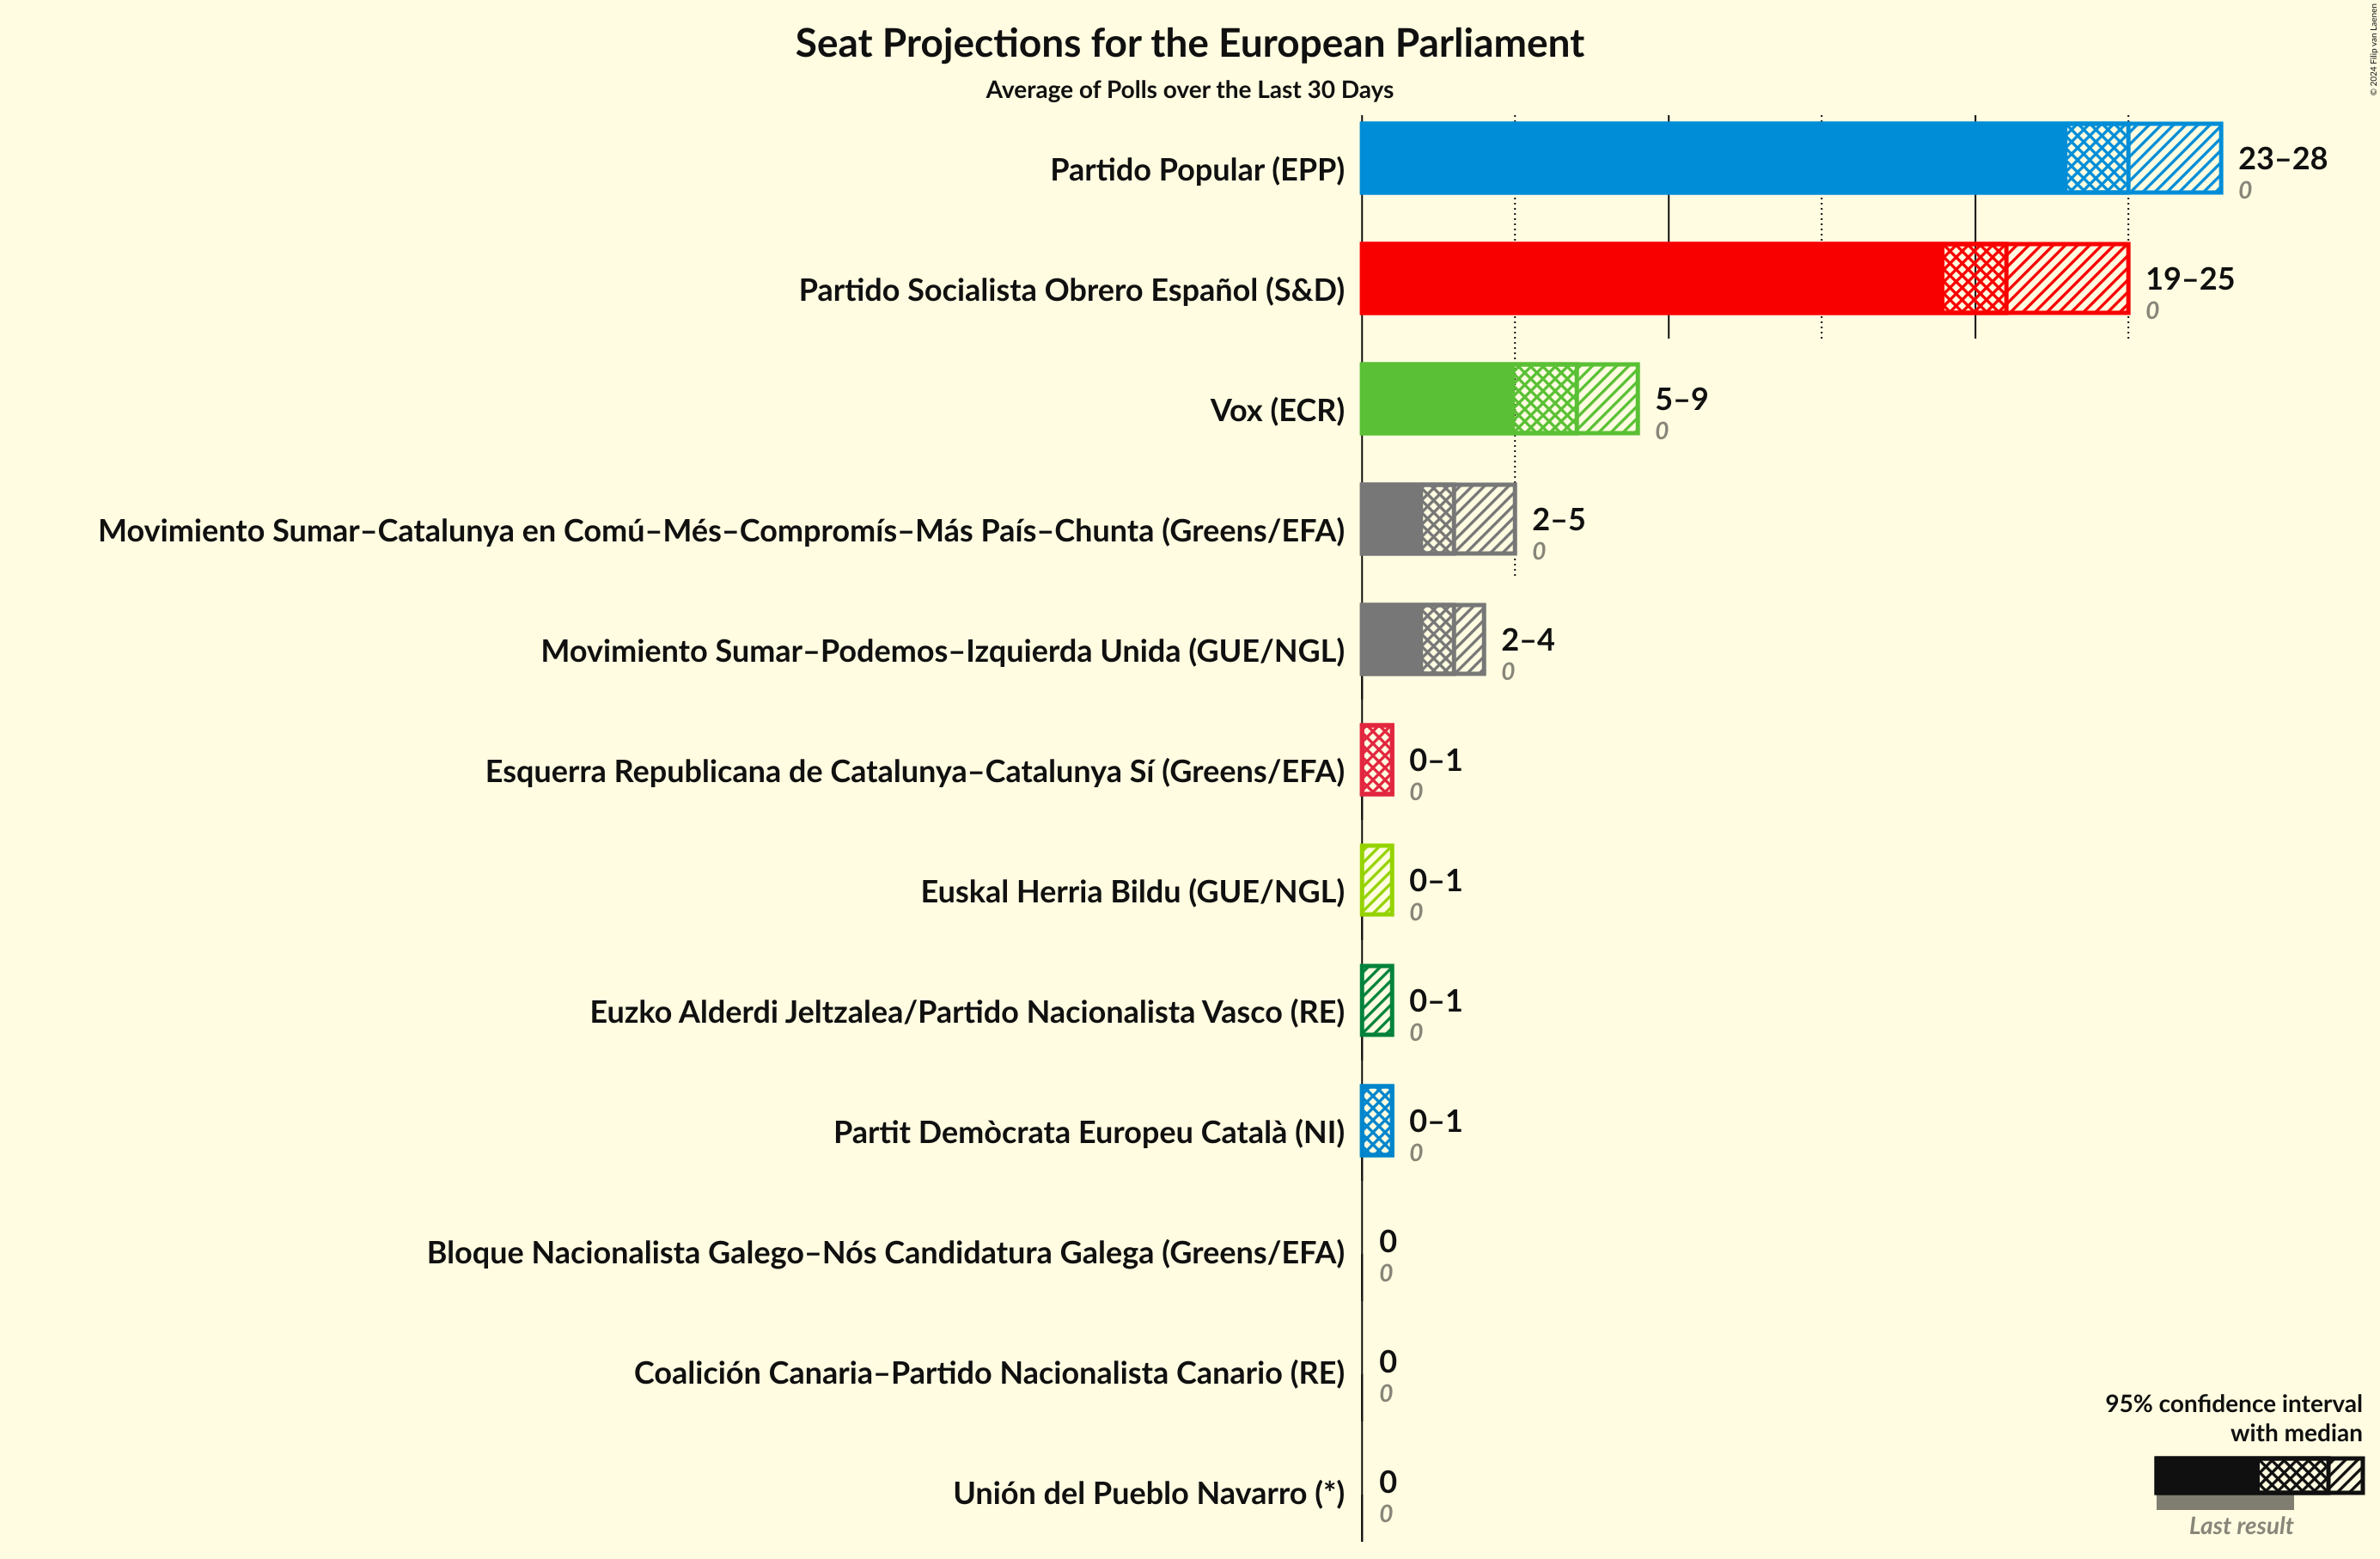 Seat Projections for the European Parliament
Average of Polls over the Last 30 Days
© 2024 Filip van Laenen
Partido Popular (EPP)
23–28
0
Partido Socialista Obrero Español (S&D)
19–25
0
Vox (ECR)
5–9
0
Movimiento Sumar–Catalunya en Comú–Més–Compromís–Más País–Chunta (Greens/EFA)
2–5
0
Movimiento Sumar–Podemos–Izquierda Unida (GUE/NGL)
2–4
0
Esquerra Republicana de Catalunya–Catalunya Sí (Greens/EFA)
0–1
0
Euskal Herria Bildu (GUE/NGL)
0–1
0
Euzko Alderdi Jeltzalea/Partido Nacionalista Vasco (RE)
0–1
0
Partit Demòcrata Europeu Català (NI)
0–1
0
Bloque Nacionalista Galego–Nós Candidatura Galega (Greens/EFA)
0
0
Coalición Canaria–Partido Nacionalista Canario (RE)
0
0
Unión del Pueblo Navarro (*)
0
0
95% confidence interval
with median
Last result